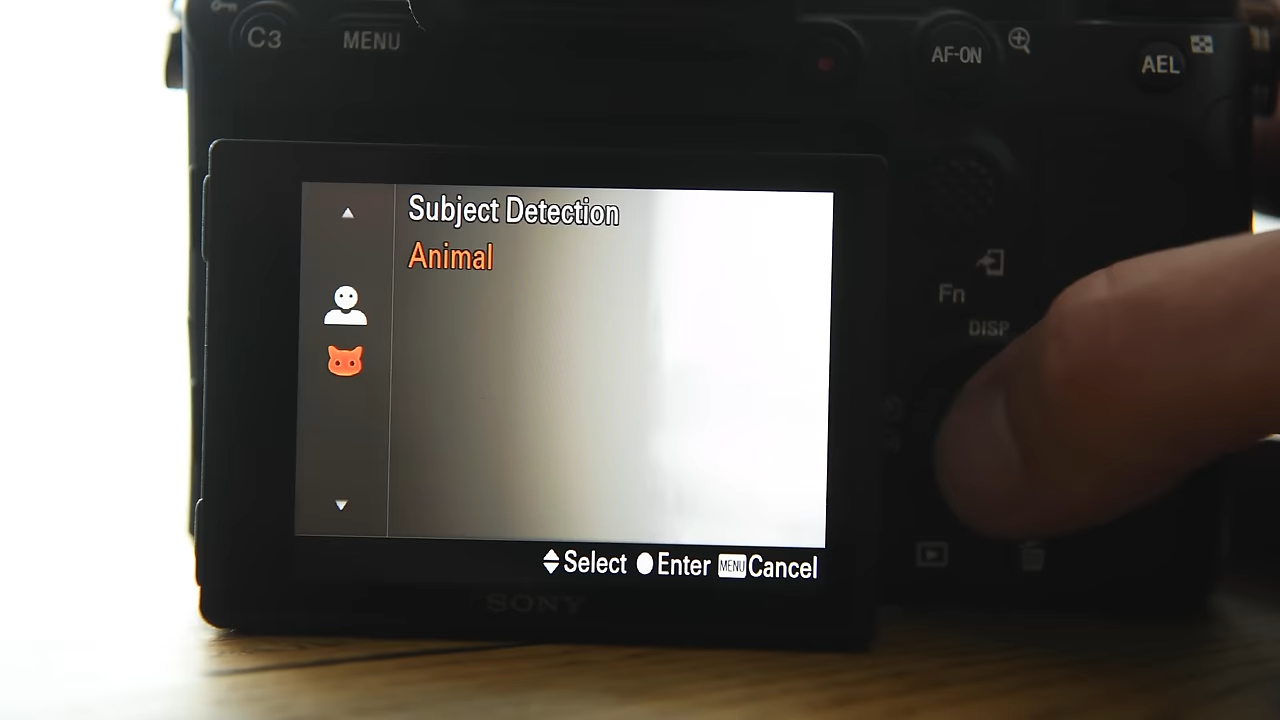 C3
MENU
AF-ON
AEL
Subject Detection
Animal
Fn
DISP
Select Enter MENU Cancel
SONY